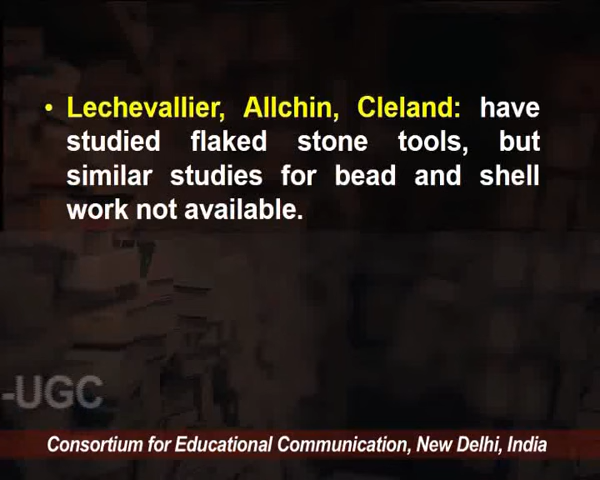 • Lechevallier, Allchin, Cleland: have
studied flaked stone tools, but
similar studies for bead and shell
work not available.
-UGC
Consortium for Educational Communication, New Delhi, India